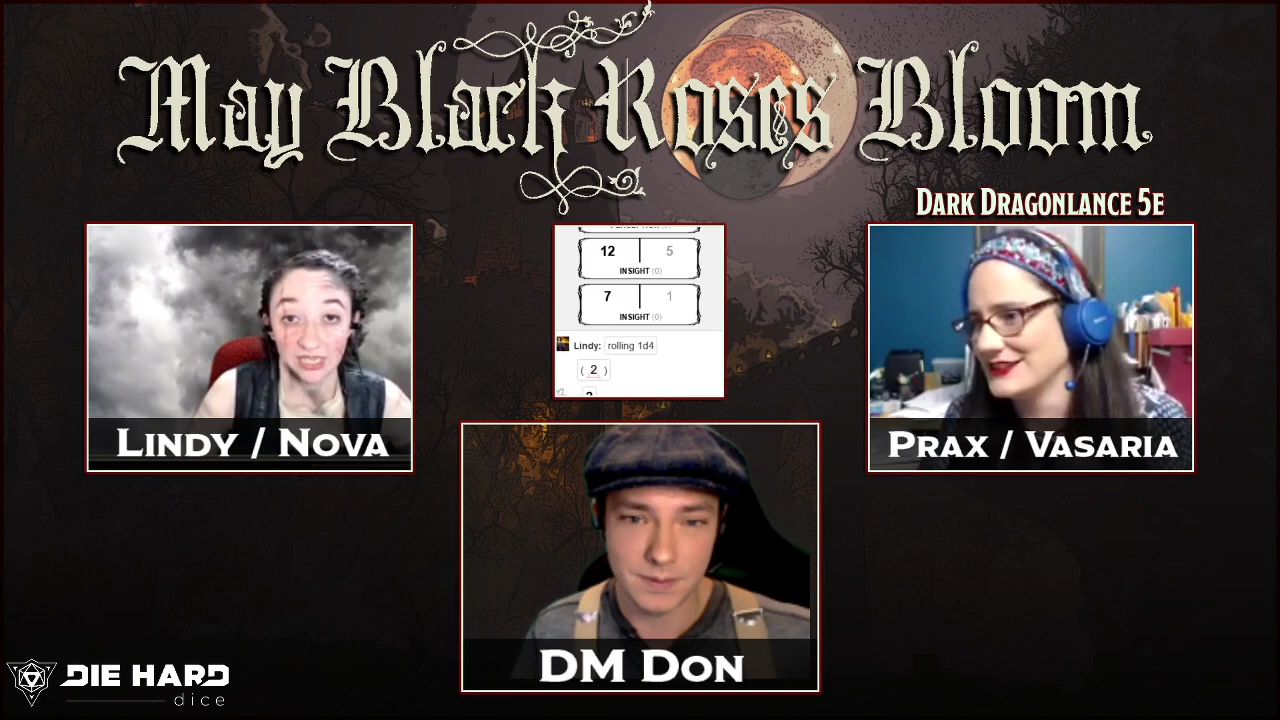 May Black Roses Bloom
Dark Dragonlance 5e
12 5
INSIGHT (0)
7 1
INSIGHT (0)
Lindy: rolling 1d4
( 2 )
Lindy / Nova
Prax / Vasaria
DM Don
DIE HARD
dice